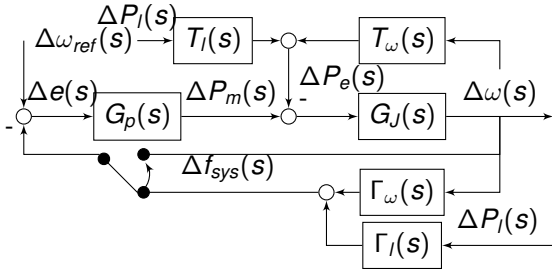 ΔP_l(s)
Δω_ref(s) T_l(s) T_ω(s)
Δe(s) ΔP_m(s) ΔP_e(s) Δω(s)
- G_p(s) - G_J(s)
Δf_sys(s)
Γ_ω(s)
ΔP_l(s)
Γ_l(s)